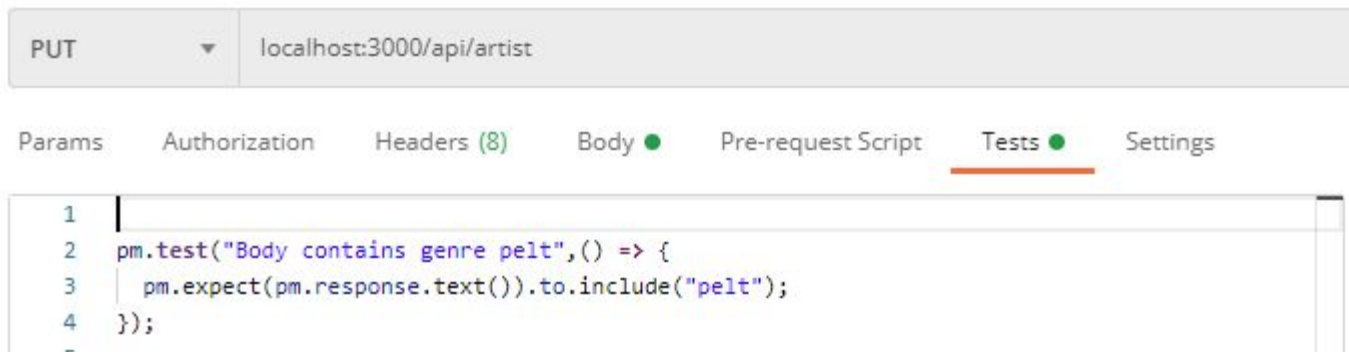 PUT localhost:3000/api/artist
Params Authorization Headers (8) Body Pre-request Script Tests Settings
1
2 pm.test("Body contains genre pelt",() => {
3 pm.expect(pm.response.text()).to.include("pelt");
4 });